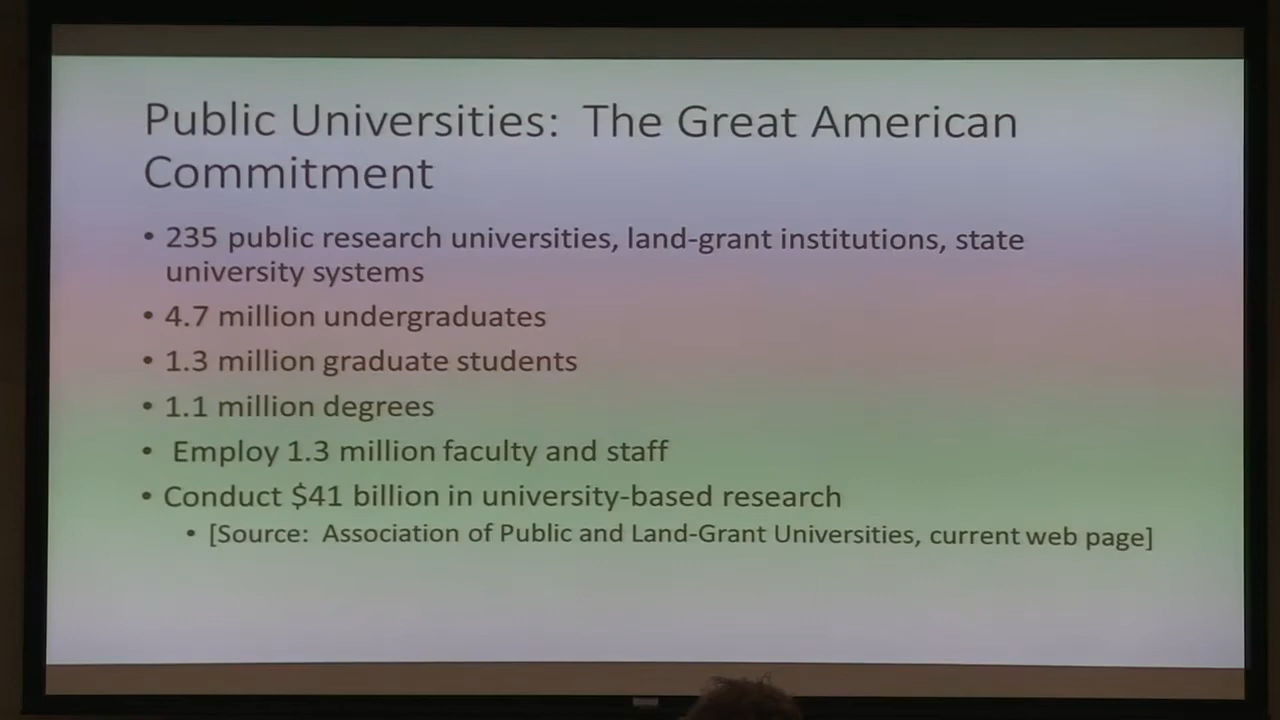 Public Universities: The Great American
Commitment
• 235 public research universities, land-grant institutions, state
university systems
• 4.7 million undergraduates
• 1.3 million graduate students
• 1.1 million degrees
• Employ 1.3 million faculty and staff
• Conduct $41 billion in university-based research
• [Source: Association of Public and Land-Grant Universities, current web page]